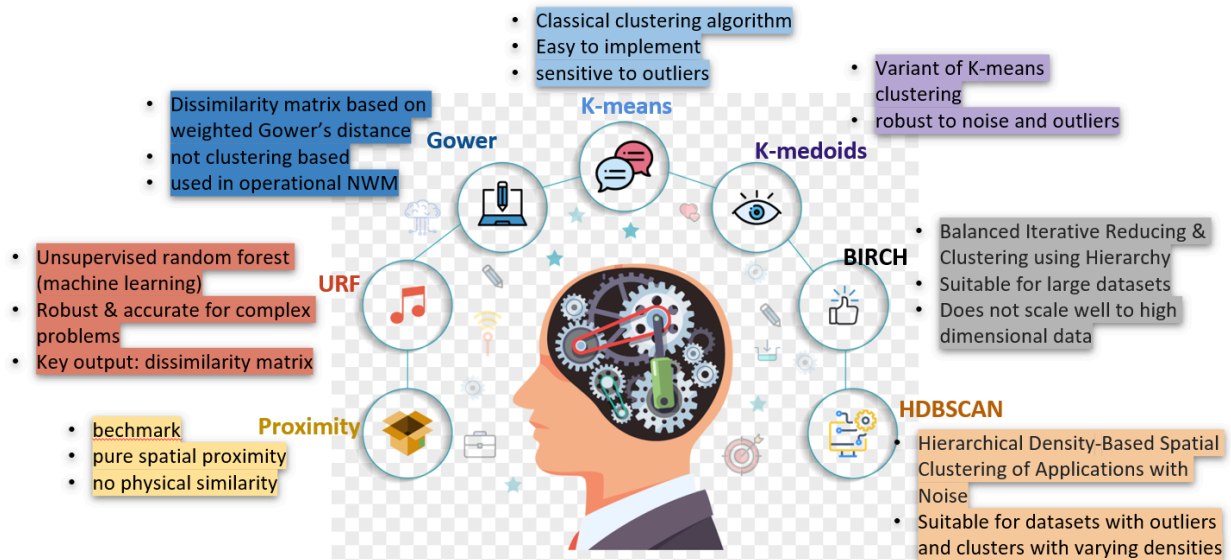 • Classical clustering algorithm
• Easy to implement
• sensitive to outliers
K-means
• Variant of K-means
clustering
• robust to noise and outliers
K-medoids
• Dissimilarity matrix based on
weighted Gower's distance
• not clustering based
• used in operational NWM
Gower
• Balanced Iterative Reducing &
Clustering using Hierarchy
• Suitable for large datasets
• Does not scale well to high
dimensional data
BIRCH
• Unsupervised random forest
(machine learning)
• Robust & accurate for complex
problems
• Key output: dissimilarity matrix
URF
Proximity
• bechmark
• pure spatial proximity
• no physical similarity
HDBSCAN
• Hierarchical Density-Based Spatial
Clustering of Applications with
Noise
• Suitable for datasets with outliers
and clusters with varying densities